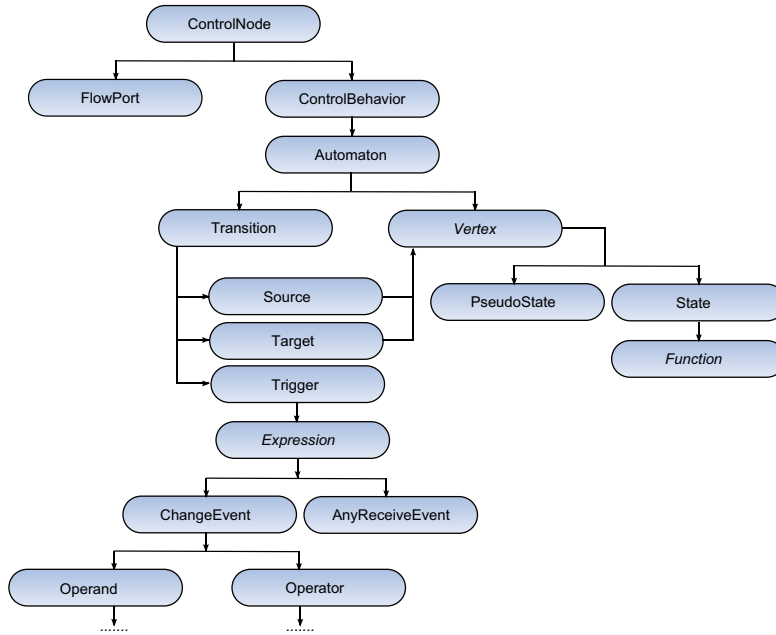 ControlNode
FlowPort
ControlBehavior
Automaton
Transition
Vertex
Source
PseudoState
State
Target
Function
Trigger
Expression
ChangeEvent
AnyReceiveEvent
Operand
Operator
.......
.......